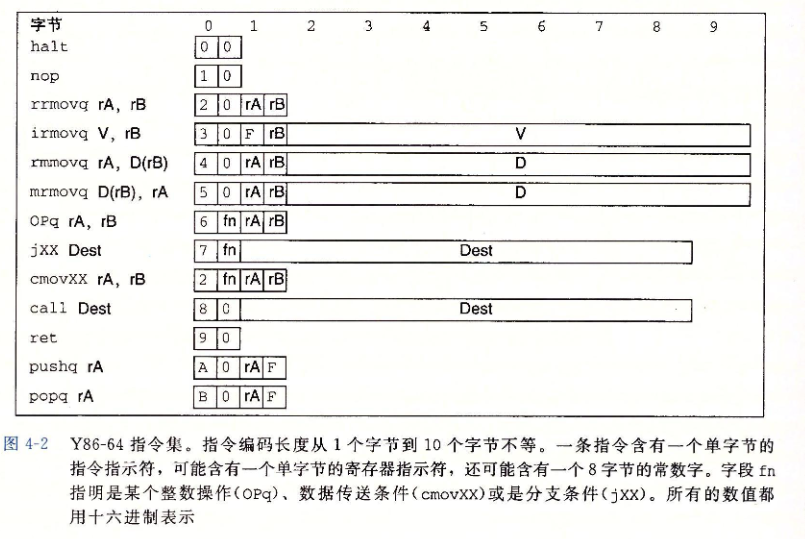 字节 0 1 2 3 4 5 6 7 8 9
halt 0 0
nop 1 0
rrmovq rA, rB 2 0 rA rB
irmovq V, rB 3 0 F rB V
rmmovq rA, D(rB) 4 0 rA rB D
mrmovq D(rB), rA 5 0 rA rB D
OPq rA, rB 6 fn rA rB
jXX Dest 7 fn Dest
cmovXX rA, rB 2 fn rA rB
call Dest 8 0 Dest
ret 9 0
pushq rA A 0 rA F
popq rA B 0 rA F
图 4-2 Y86-64 指令集。指令编码长度从 1 个字节到 10 个字节不等。一条指令含有一个单字节的
指令指示符，可能含有一个单字节的寄存器指示符，还可能含有一个 8 字节的常数字。字段 fn
指明是某个整数操作(OPq)、数据传送条件(cmovXX)或是分支条件(jXX)。所有的数值都
用十六进制表示